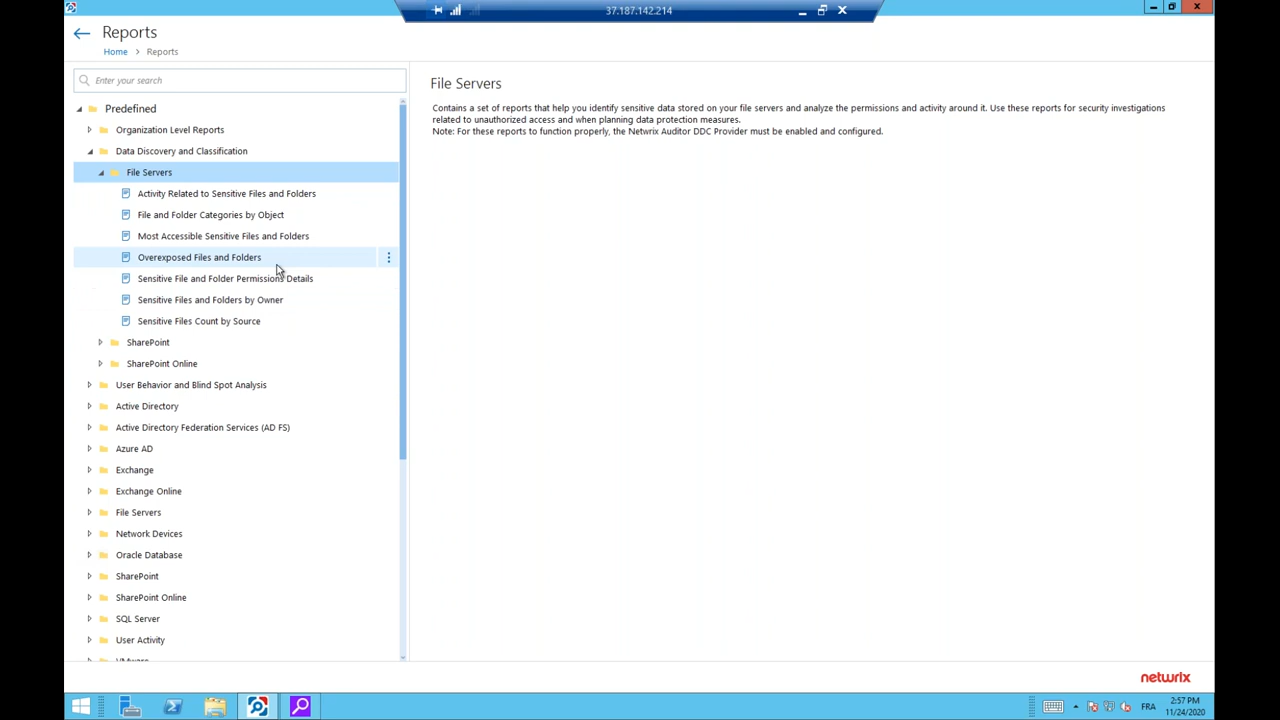 37.187.142.214
Reports
Home > Reports
Enter your search
Predefined
Organization Level Reports
Data Discovery and Classification
File Servers
Activity Related to Sensitive Files and Folders
File and Folder Categories by Object
Most Accessible Sensitive Files and Folders
Overexposed Files and Folders
Sensitive File and Folder Permissions Details
Sensitive Files and Folders by Owner
Sensitive Files Count by Source
SharePoint
SharePoint Online
User Behavior and Blind Spot Analysis
Active Directory
Active Directory Federation Services (AD FS)
Azure AD
Exchange
Exchange Online
File Servers
Network Devices
Oracle Database
SharePoint
SharePoint Online
SQL Server
User Activity
VMware
File Servers
Contains a set of reports that help you identify sensitive data stored on your file servers and analyze the permissions and activity around it. Use these reports for security investigations
related to unauthorized access and when planning data protection measures.
Note: For these reports to function properly, the Netwrix Auditor DDC Provider must be enabled and configured.
netwrix
FRA
2:57 PM
11/24/2020